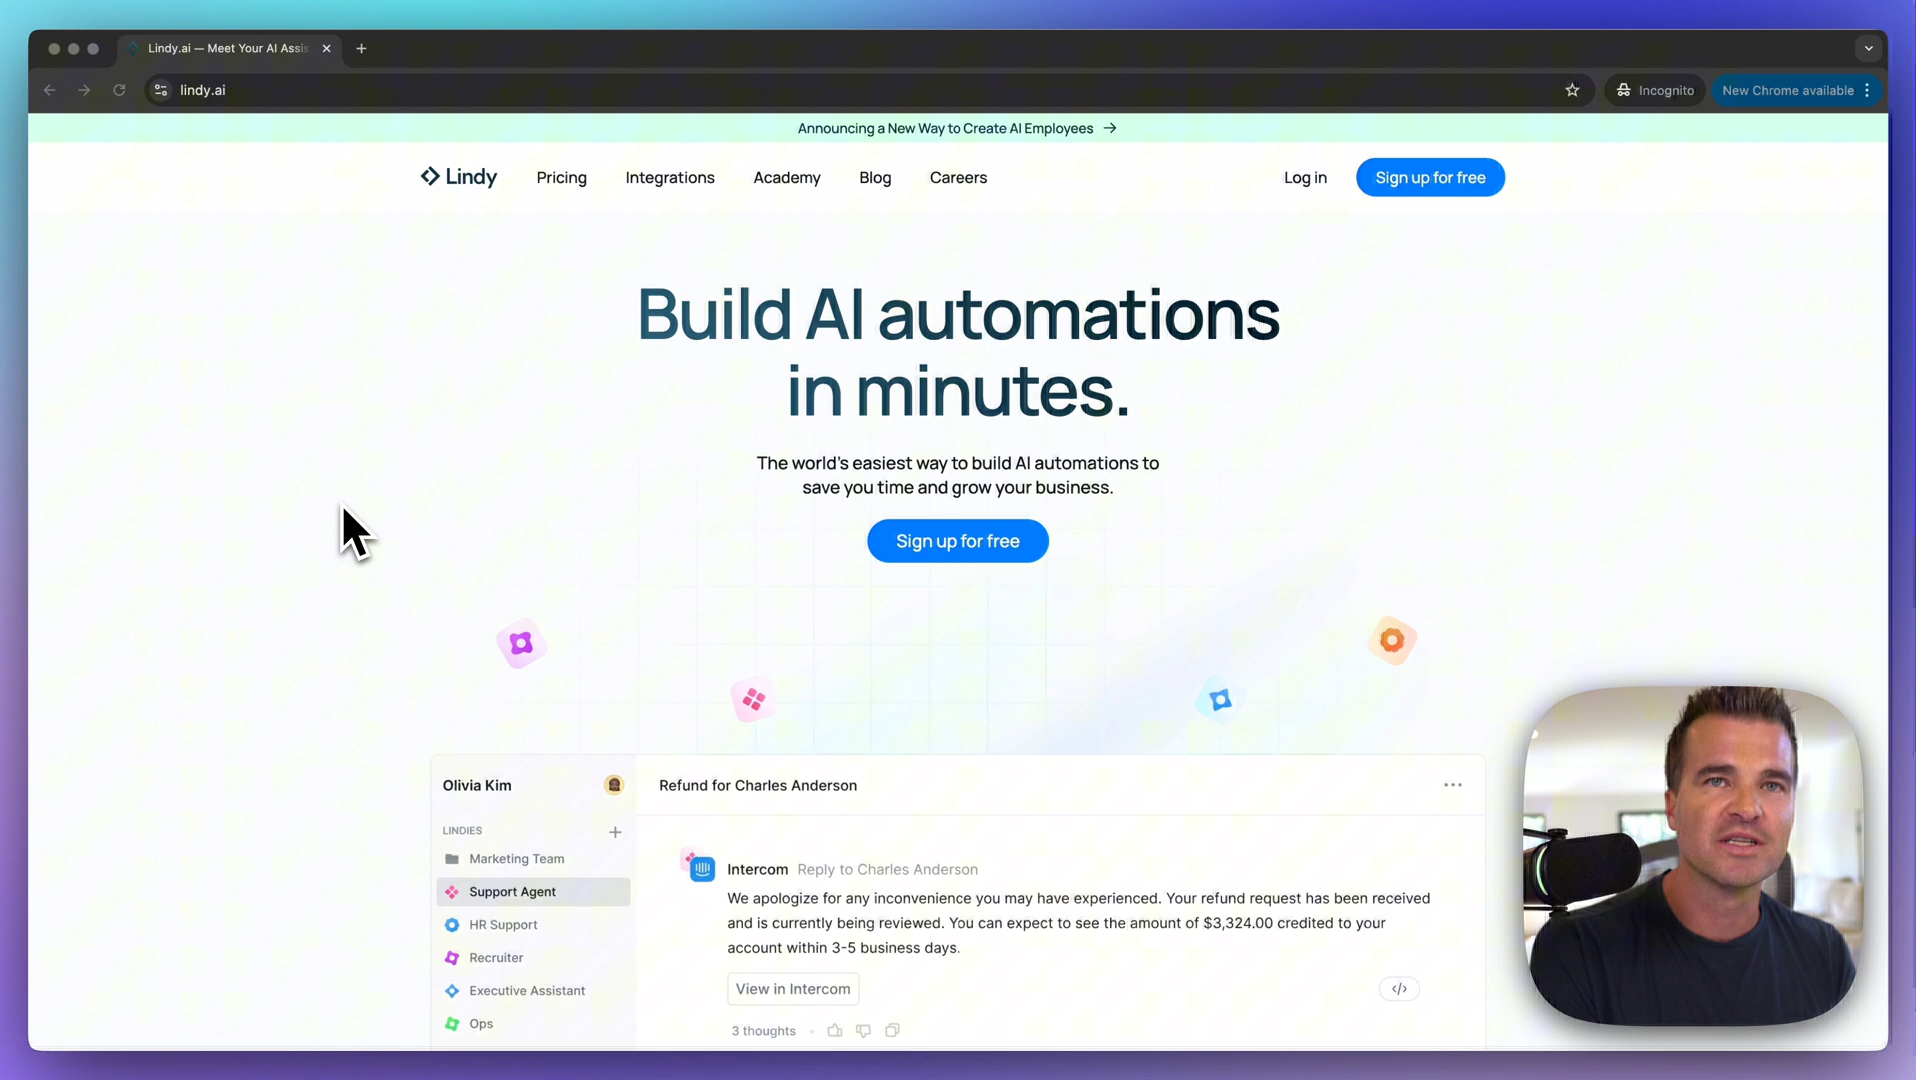 Lindy.ai — Meet Your AI Assis
lindy.ai
Incognito
New Chrome available
Announcing a New Way to Create AI Employees →
Lindy
Pricing
Integrations
Academy
Blog
Careers
Log in
Sign up for free
Build AI automations
in minutes.
The world's easiest way to build AI automations to
save you time and grow your business.
Sign up for free
Olivia Kim
LINDIES
Marketing Team
Support Agent
HR Support
Recruiter
Executive Assistant
Ops
Refund for Charles Anderson
Intercom Reply to Charles Anderson
We apologize for any inconvenience you may have experienced. Your refund request has been received
and is currently being reviewed. You can expect to see the amount of $3,324.00 credited to your
account within 3-5 business days.
View in Intercom
</>
3 thoughts